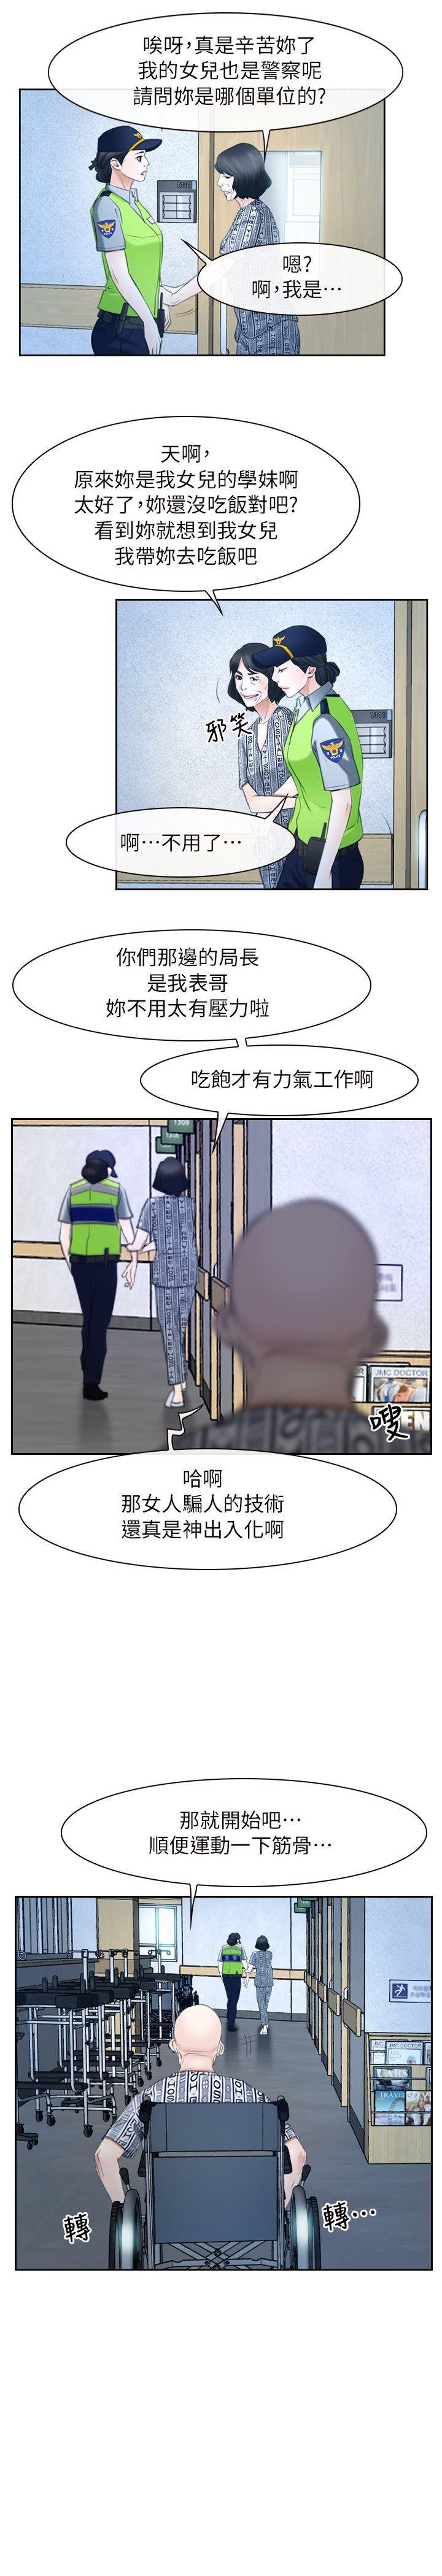 唉呀，真是辛苦妳了
我的女兒也是警察呢
請問妳是哪個單位的？
嗯？
啊，我是…
天啊，
原來妳是我女兒的學妹啊
太好了，妳還沒吃飯對吧？
看到妳就想到我女兒
我帶妳去吃飯吧
邪笑
啊…不用了…
你們那邊的局長
是我表哥
妳不用太有壓力啦
吃飽才有力氣工作啊
1309
1308
JMC DOCTOR
嗖
哈啊
那女人騙人的技術
還真是神出入化啊
那就開始吧…
順便運動一下筋骨…
JMC DOCTOR
JMC DOCTOR
TRAVEL
轉
轉…